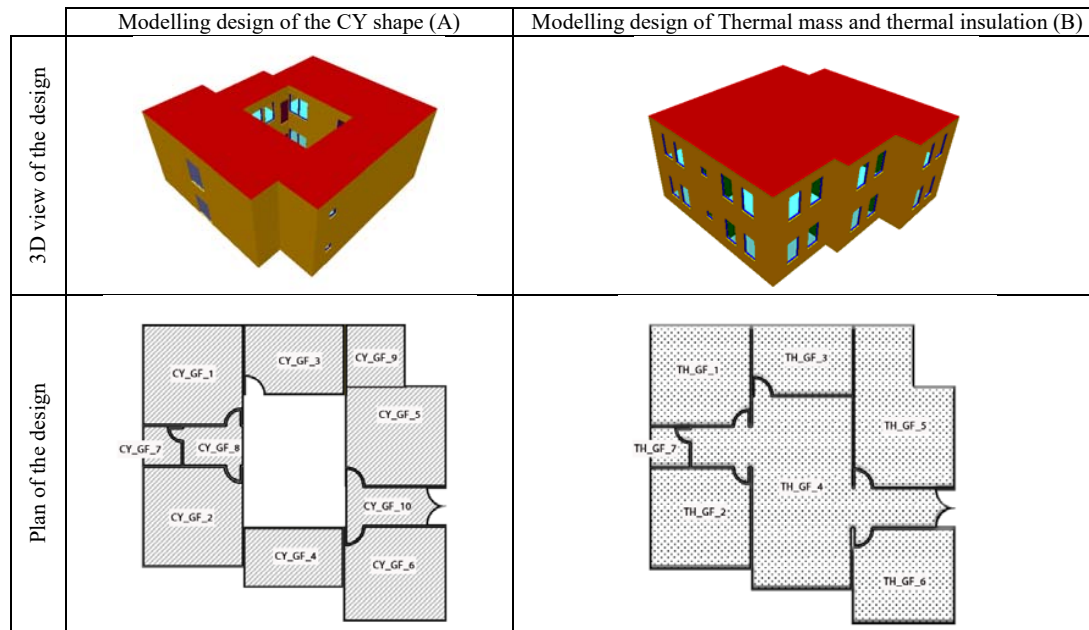 Modelling design of the CY shape (A)
Modelling design of Thermal mass and thermal insulation (B)
3D view of the design
Plan of the design
CY_GF_1
CY_GF_3
CY_GF_9
CY_GF_5
CY_GF_7
CY_GF_8
CY_GF_2
CY_GF_10
CY_GF_4
CY_GF_6
TH_GF_1
TH_GF_3
TH_GF_5
TH_GF_7
TH_GF_4
TH_GF_2
TH_GF_6